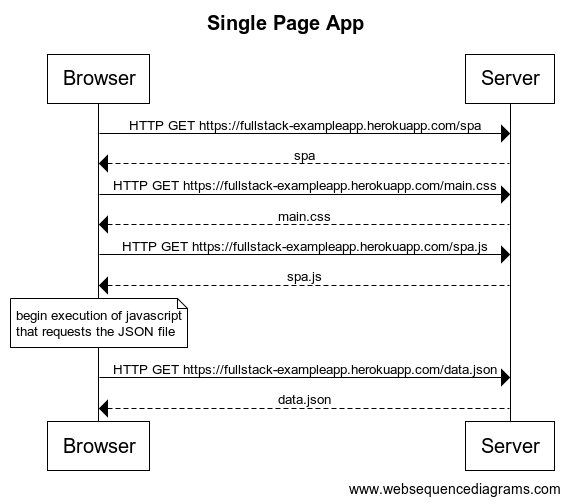 Single Page App
Browser
Server
HTTP GET https://fullstack-exampleapp.herokuapp.com/spa
spa
HTTP GET https://fullstack-exampleapp.herokuapp.com/main.css
main.css
HTTP GET https://fullstack-exampleapp.herokuapp.com/spa.js
spa.js
begin execution of javascript
that requests the JSON file
HTTP GET https://fullstack-exampleapp.herokuapp.com/data.json
data.json
Browser
Server
www.websequencediagrams.com